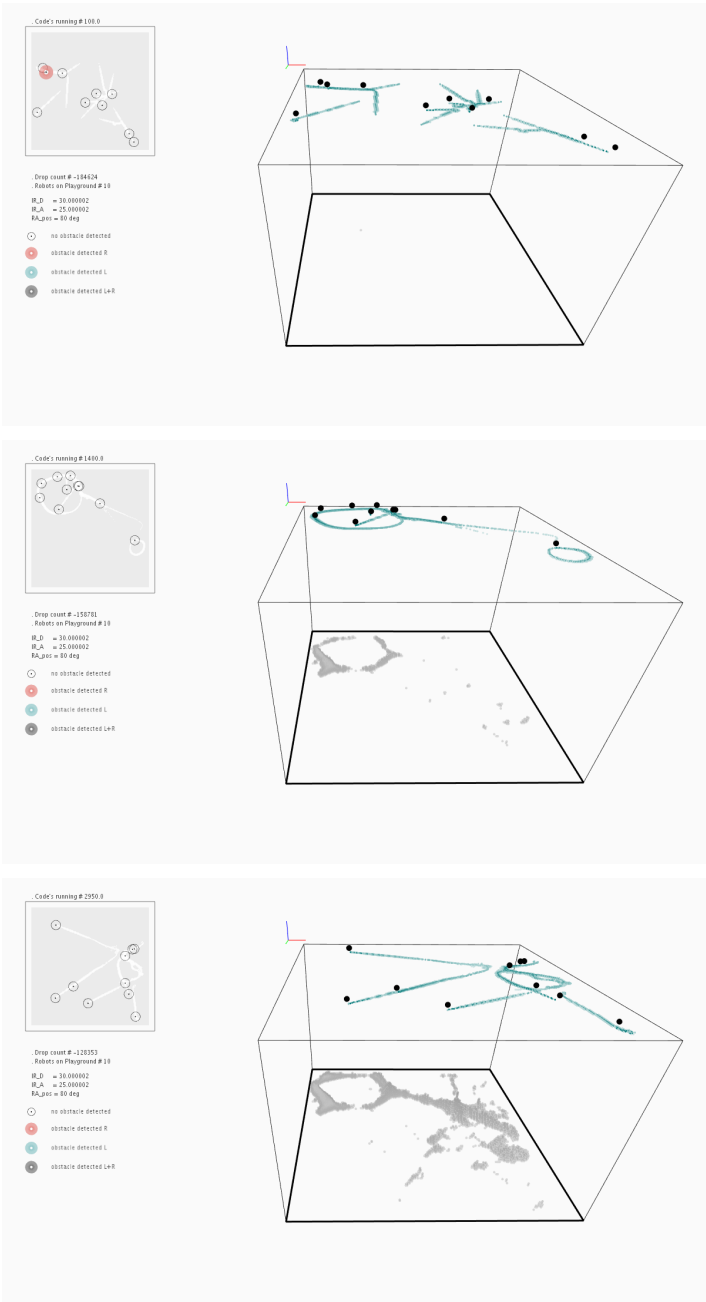 . Code's running # 100.0
. Drop count # -184624
. Robots on Playground # 10
IR_D = 30.000002
IR_A = 25.000002
RA_pos = 80 deg
no obstacle detected
obstacle detected R
obstacle detected L
obstacle detected L+R
. Code's running # 1400.0
. Drop count # -158781
. Robots on Playground # 10
IR_D = 30.000002
IR_A = 25.000002
RA_pos = 80 deg
no obstacle detected
obstacle detected R
obstacle detected L
obstacle detected L+R
. Code's running # 2950.0
. Drop count # -128353
. Robots on Playground # 10
IR_D = 30.000002
IR_A = 25.000002
RA_pos = 80 deg
no obstacle detected
obstacle detected R
obstacle detected L
obstacle detected L+R